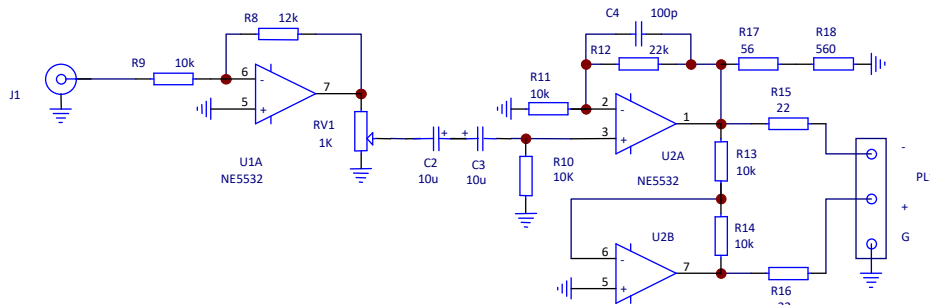 R8 12k
C4 100p
R9 10k
R12 22k
R17
56
R18
560
6
-
5
+
7
J1
RV1
1K
U1A
NE5532
+
+
C2
10u
C3
10u
R11
10k
2
-
3
+
1
R15
22
U2A
NE5532
R10
10K
R13
10k
-
PL
+
G
R14
10k
U2B
6
-
5
+
7
R16